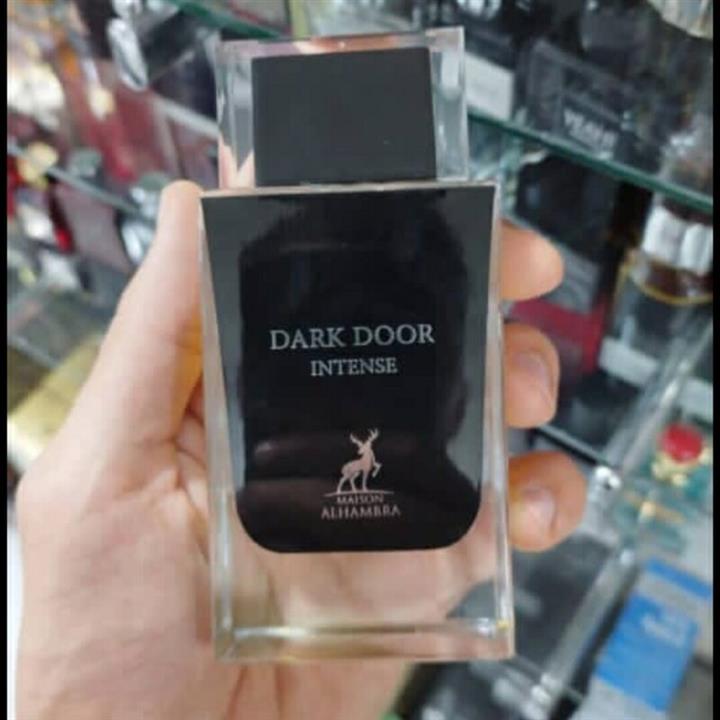 DARK DOOR
INTENSE
MAISON
ALHAMBRA